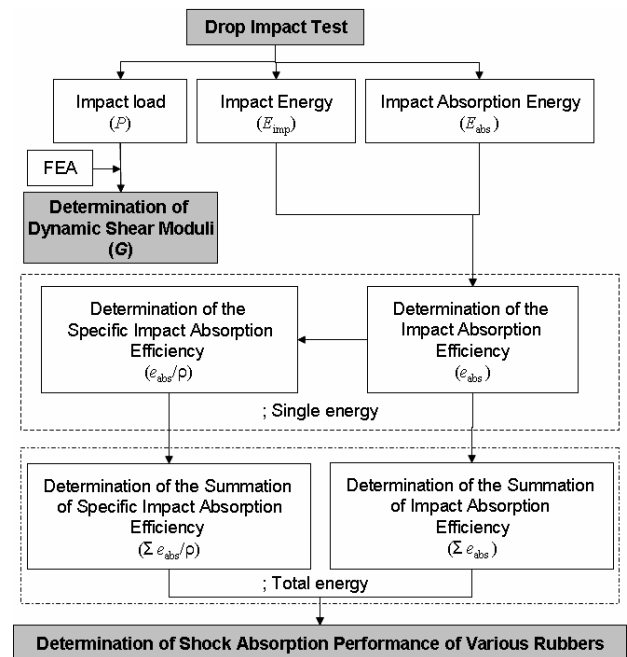 Drop Impact Test
Impact load
(P)
Impact Energy
(E_imp)
Impact Absorption Energy
(E_abs)
FEA
Determination of
Dynamic Shear Moduli
(G)
Determination of the
Specific Impact Absorption
Efficiency
(e_abs/ρ)
Determination of the
Impact Absorption
Efficiency
(e_abs)
; Single energy
Determination of the Summation
of Specific Impact Absorption
Efficiency
(Σ e_abs/ρ)
Determination of the Summation
of Impact Absorption
Efficiency
(Σ e_abs)
; Total energy
Determination of Shock Absorption Performance of Various Rubbers